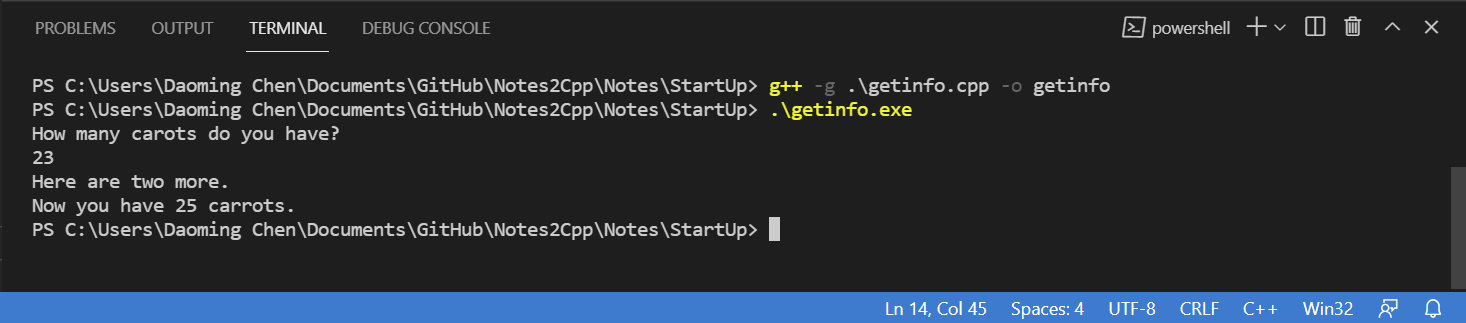 PROBLEMS OUTPUT TERMINAL DEBUG CONSOLE powershell
PS C:\Users\Daoming Chen\Documents\GitHub\Notes2Cpp\Notes\StartUp> g++ -g .\getinfo.cpp -o getinfo
PS C:\Users\Daoming Chen\Documents\GitHub\Notes2Cpp\Notes\StartUp> .\getinfo.exe
How many carots do you have?
23
Here are two more.
Now you have 25 carrots.
PS C:\Users\Daoming Chen\Documents\GitHub\Notes2Cpp\Notes\StartUp>
Ln 14, Col 45 Spaces: 4 UTF-8 CRLF C++ Win32